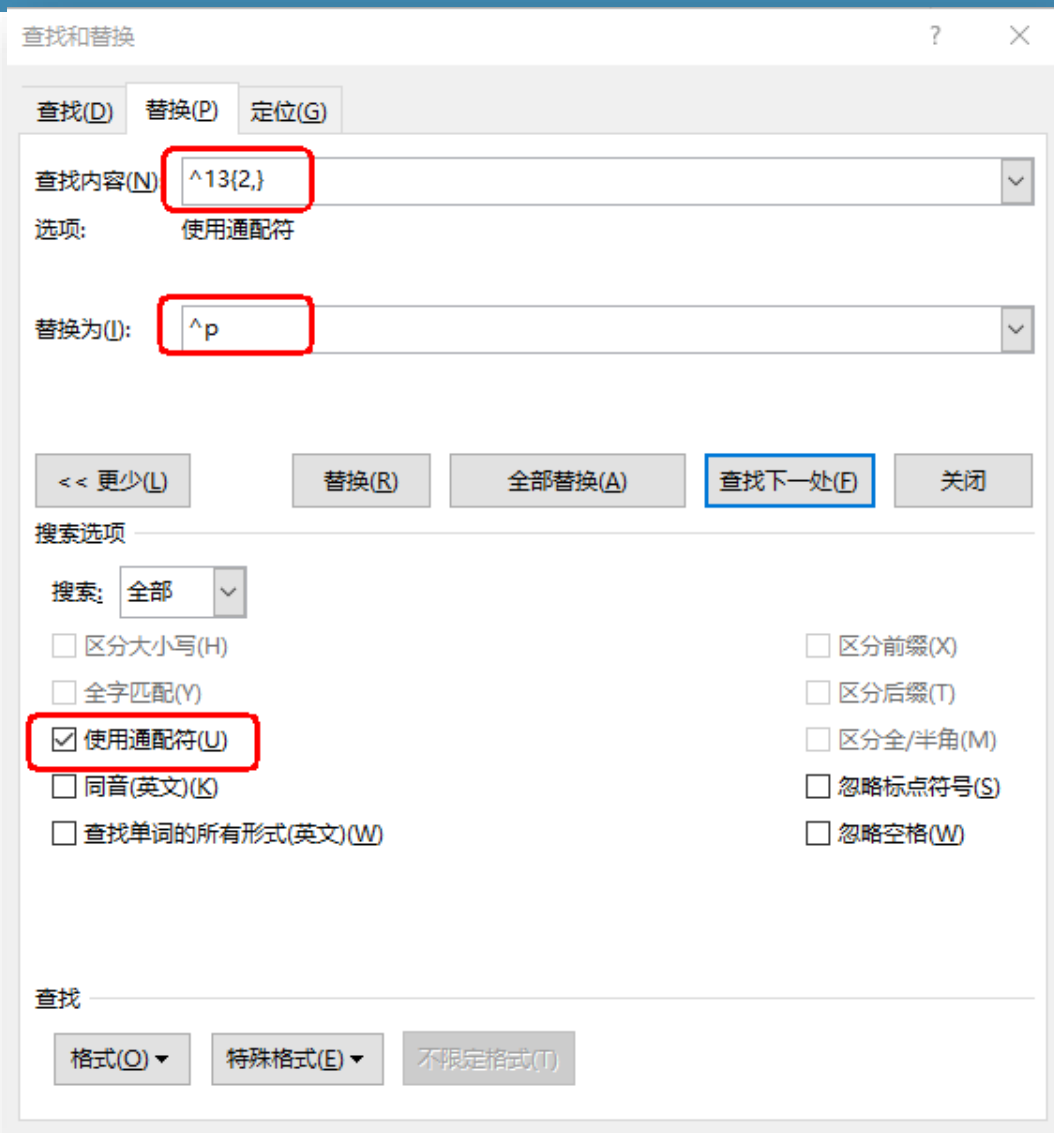 查找和替换 ? ×
查找(D) 替换(P) 定位(G)
查找内容(N) ^13{2,}
选项: 使用通配符
替换为(I): ^p
<< 更少(L) 替换(R) 全部替换(A) 查找下一处(F) 关闭
搜索选项
搜索: 全部
区分大小写(H) 区分前缀(X)
全字匹配(Y) 区分后缀(T)
使用通配符(U) 区分全/半角(M)
同音(英文)(K) 忽略标点符号(S)
查找单词的所有形式(英文)(W) 忽略空格(W)
查找
格式(O) 特殊格式(E) 不限定格式(T)